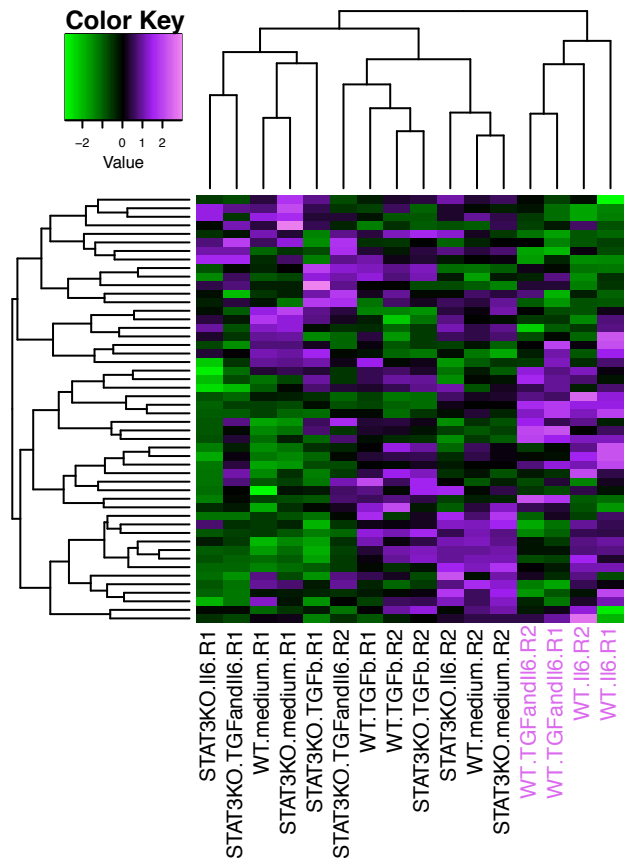 Color Key
−2 0 1 2
Value
STAT3KO.Il6.R1
STAT3KO.TGFandIl6.R1
WT.medium.R1
STAT3KO.medium.R1
STAT3KO.TGFb.R1
STAT3KO.TGFandIl6.R2
WT.TGFb.R1
WT.TGFb.R2
STAT3KO.TGFb.R2
STAT3KO.Il6.R2
WT.medium.R2
STAT3KO.medium.R2
WT.TGFandIl6.R2
WT.TGFandIl6.R1
WT.Il6.R2
WT.Il6.R1